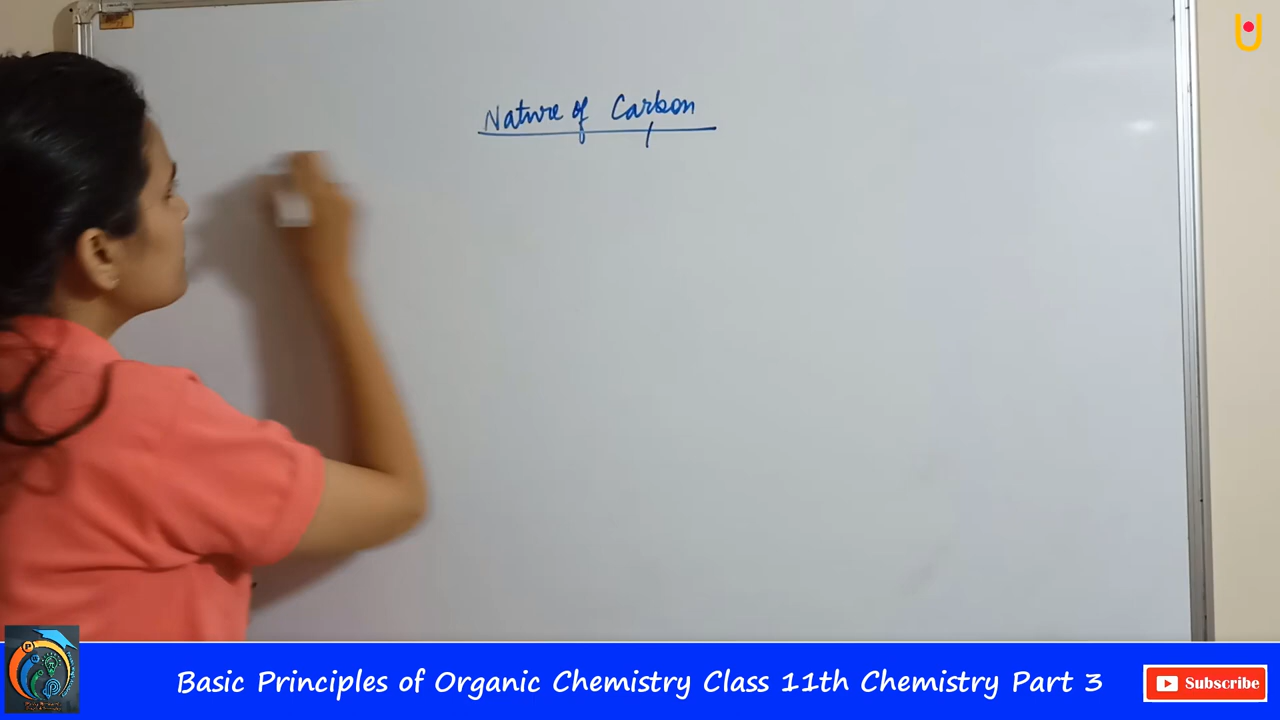 Nature of Carbon
Basic Principles of Organic Chemistry Class 11th Chemistry Part 3
Subscribe